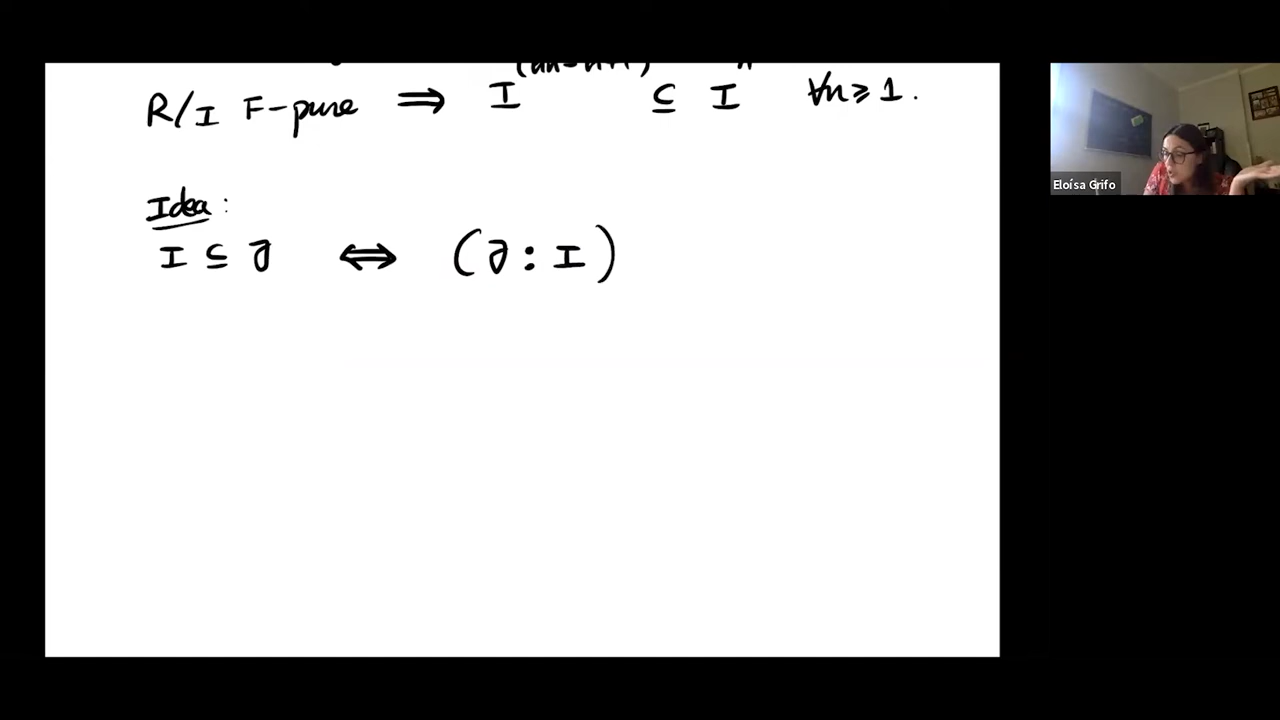 R/I F-pure ⟹ I ⊆ I ∀n ≥ 1.
Idea:
I ⊆ J ⟺ (J : I)
Eloísa Grifo